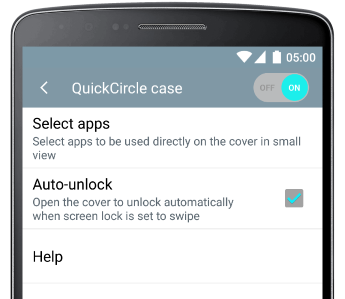 05:00
QuickCircle case
OFF ON
Select apps
Select apps to be used directly on the cover in small
view
Auto-unlock
Open the cover to unlock automatically
when screen lock is set to swipe
Help